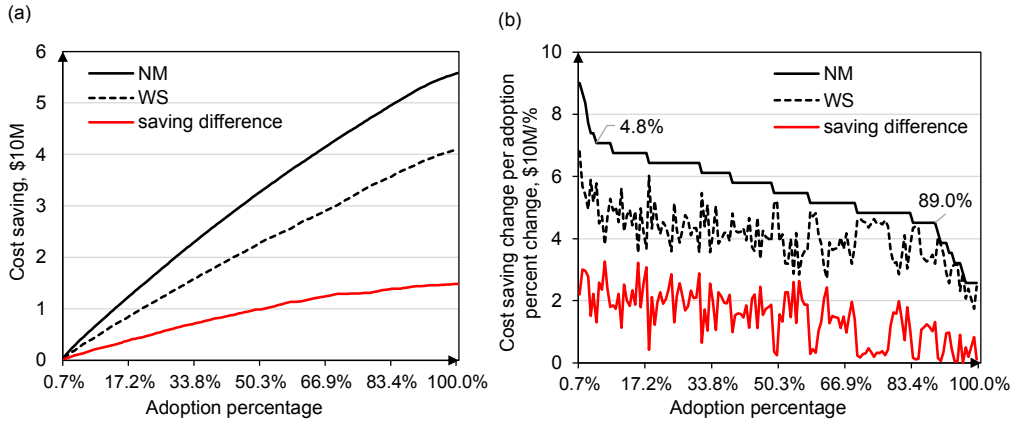 (a)
Cost saving, $10M
6
5
4
3
2
1
0
NM
WS
saving difference
0.7% 17.2% 33.8% 50.3% 66.9% 83.4% 100.0%
Adoption percentage
(b)
Cost saving change per adoption
percent change, $10M/%
10
8
6
4
2
0
NM
WS
saving difference
4.8%
89.0%
0.7% 17.2% 33.8% 50.3% 66.9% 83.4% 100.0%
Adoption percentage